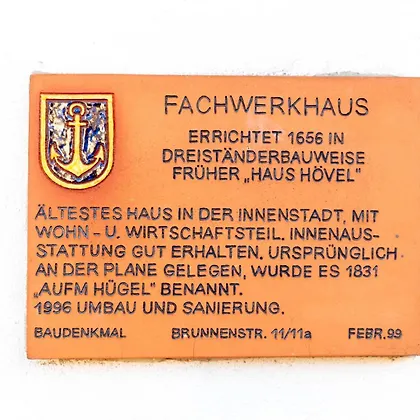 FACHWERKHAUS
ERRICHTET 1656 IN
DREISTÄNDERBAUWEISE
FRÜHER „HAUS HÖVEL"
ÄLTESTES HAUS IN DER INNENSTADT, MIT
WOHN - U. WIRTSCHAFTSTEIL. INNENAUS-
STATTUNG GUT ERHALTEN. URSPRÜNGLICH
AN DER PLANE GELEGEN, WURDE ES 1831
„AUFM HÜGEL" BENANNT.
1996 UMBAU UND SANIERUNG.
BAUDENKMAL BRUNNENSTR. 11/11a FEBR. 99